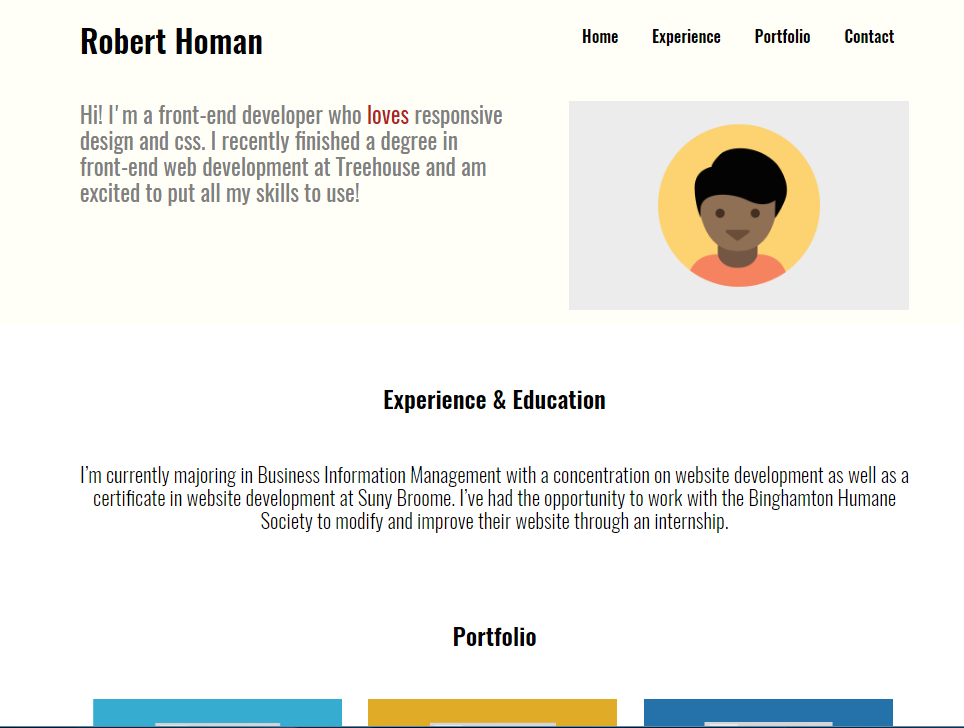 Robert Homan
Home Experience Portfolio Contact
Hi! I'm a front-end developer who loves responsive
design and css. I recently finished a degree in
front-end web development at Treehouse and am
excited to put all my skills to use!
Experience & Education
I’m currently majoring in Business Information Management with a concentration on website development as well as a
certificate in website development at Suny Broome. I’ve had the opportunity to work with the Binghamton Humane
Society to modify and improve their website through an internship.
Portfolio